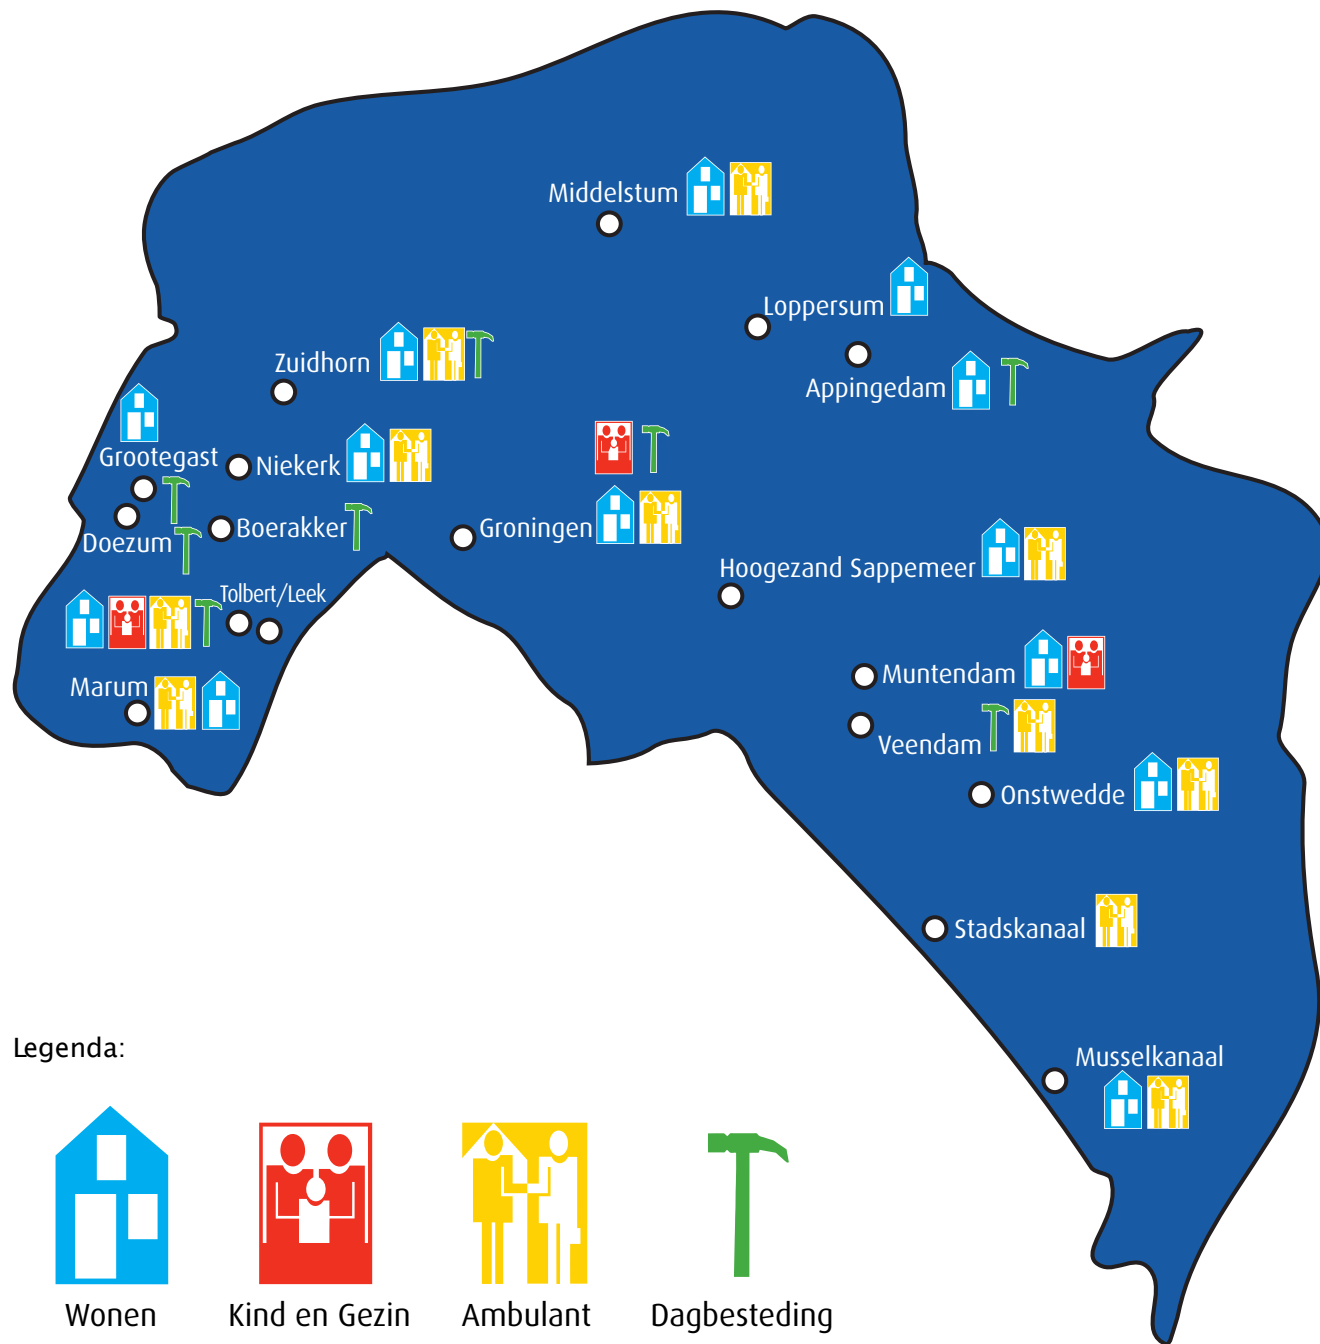 Middelstum
Loppersum
Zuidhorn
Appingedam
Grootegast
Niekerk
Doezum
Boerakker
Groningen
Hoogezand Sappemeer
Tolbert/Leek
Muntendam
Marum
Veendam
Onstwedde
Stadskanaal
Musselkanaal
Legenda:
Wonen
Kind en Gezin
Ambulant
Dagbesteding